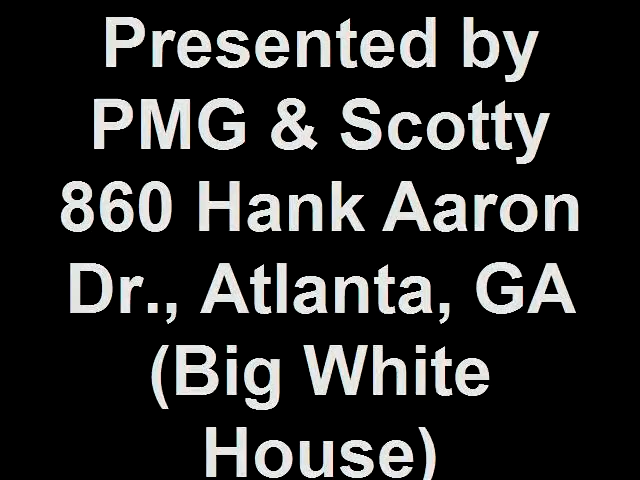 Presented by
PMG & Scotty
860 Hank Aaron
Dr., Atlanta, GA
(Big White
House)